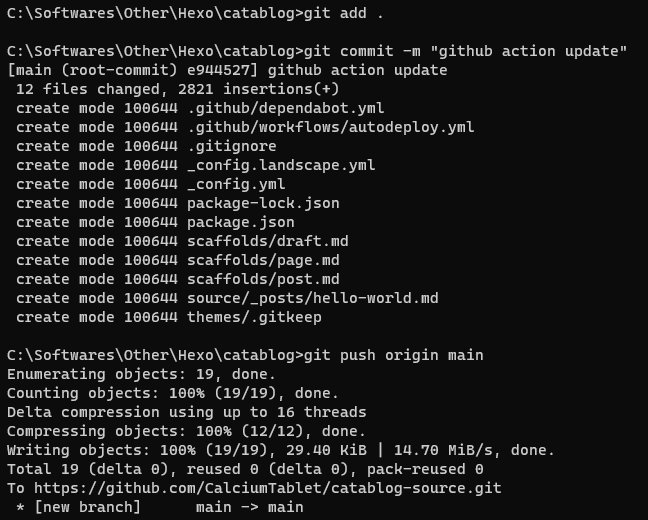 C:\Softwares\Other\Hexo\catablog>git add .
C:\Softwares\Other\Hexo\catablog>git commit -m "github action update"
[main (root-commit) e944527] github action update
 12 files changed, 2821 insertions(+)
 create mode 100644 .github/dependabot.yml
 create mode 100644 .github/workflows/autodeploy.yml
 create mode 100644 .gitignore
 create mode 100644 _config.landscape.yml
 create mode 100644 _config.yml
 create mode 100644 package-lock.json
 create mode 100644 package.json
 create mode 100644 scaffolds/draft.md
 create mode 100644 scaffolds/page.md
 create mode 100644 scaffolds/post.md
 create mode 100644 source/_posts/hello-world.md
 create mode 100644 themes/.gitkeep
C:\Softwares\Other\Hexo\catablog>git push origin main
Enumerating objects: 19, done.
Counting objects: 100% (19/19), done.
Delta compression using up to 16 threads
Compressing objects: 100% (12/12), done.
Writing objects: 100% (19/19), 29.40 KiB | 14.70 MiB/s, done.
Total 19 (delta 0), reused 0 (delta 0), pack-reused 0
To https://github.com/CalciumTablet/catablog-source.git
 * [new branch]      main -> main